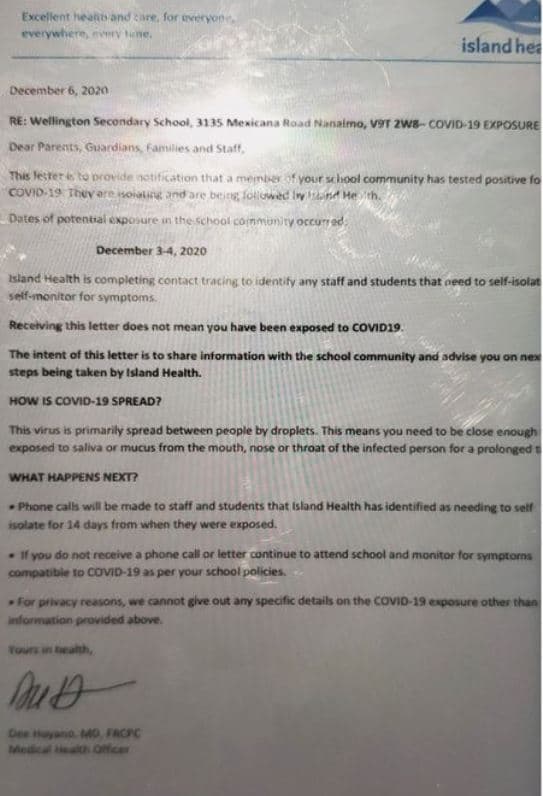 Excellent health and care, for everyone,
everywhere, every time.
island hea
December 6, 2020
RE: Wellington Secondary School, 3135 Mexicana Road Nanaimo, V9T 2W8– COVID-19 EXPOSURE
Dear Parents, Guardians, Families and Staff,
This letter is to provide notification that a member of your school community has tested positive fo
COVID-19. They are isolating and are being followed by Island Health.
Dates of potential exposure in the school community occurred:
December 3-4, 2020
Island Health is completing contact tracing to identify any staff and students that need to self-isolat
self-monitor for symptoms.
Receiving this letter does not mean you have been exposed to COVID19.
The intent of this letter is to share information with the school community and advise you on nex
steps being taken by Island Health.
HOW IS COVID-19 SPREAD?
This virus is primarily spread between people by droplets. This means you need to be close enough
exposed to saliva or mucus from the mouth, nose or throat of the infected person for a prolonged t
WHAT HAPPENS NEXT?
• Phone calls will be made to staff and students that Island Health has identified as needing to self
isolate for 14 days from when they were exposed.
• If you do not receive a phone call or letter continue to attend school and monitor for symptoms
compatible to COVID-19 as per your school policies.
• For privacy reasons, we cannot give out any specific details on the COVID-19 exposure other than
information provided above.
Yours in health,
Dee Hoyano, MD, FRCPC
Medical Health Officer